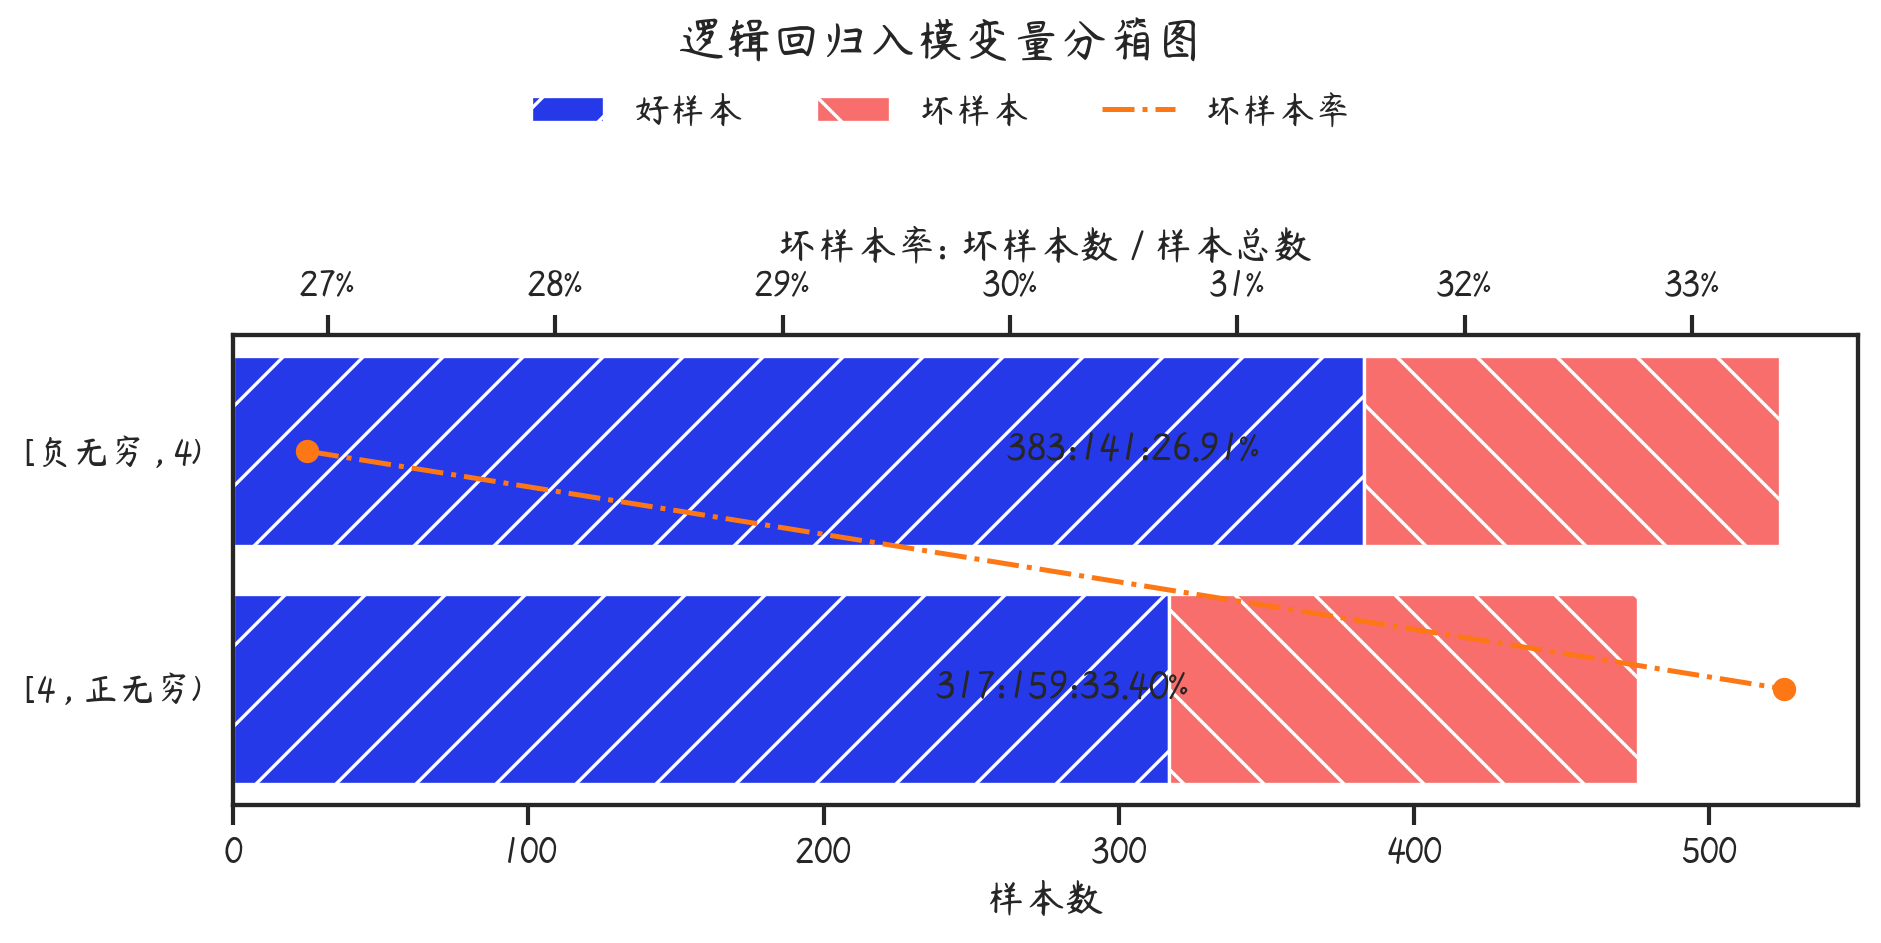 逻辑回归入模变量分箱图
好样本 坏样本 坏样本率
坏样本率: 坏样本数 / 样本总数
27% 28% 29% 30% 31% 32% 33%
[负无穷 , 4)
383:141:26.91%
[4 , 正无穷)
317:159:33.40%
0 100 200 300 400 500
样本数